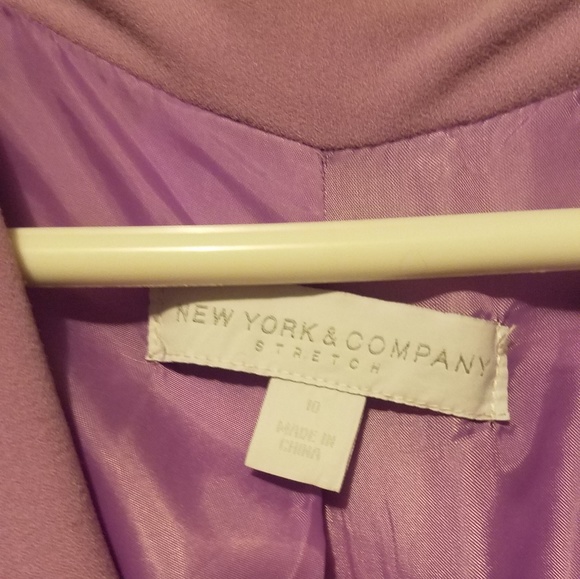 NEW YORK & COMPANY
STRETCH
10
MADE IN
CHINA